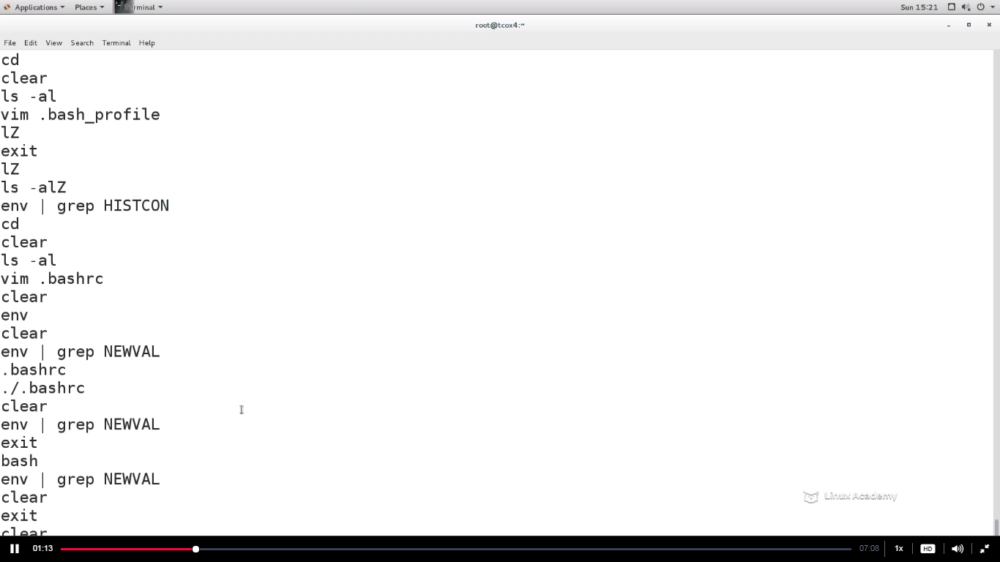 Applications Places Terminal Sun 15:21
root@tcox4:~
File Edit View Search Terminal Help
cd
clear
ls -al
vim .bash_profile
lZ
exit
lZ
ls -alZ
env | grep HISTCON
cd
clear
ls -al
vim .bashrc
clear
env
clear
env | grep NEWVAL
.bashrc
./.bashrc
clear
env | grep NEWVAL
exit
bash
env | grep NEWVAL
clear
exit
clear
Linux Academy
01:13 07:08 1x HD